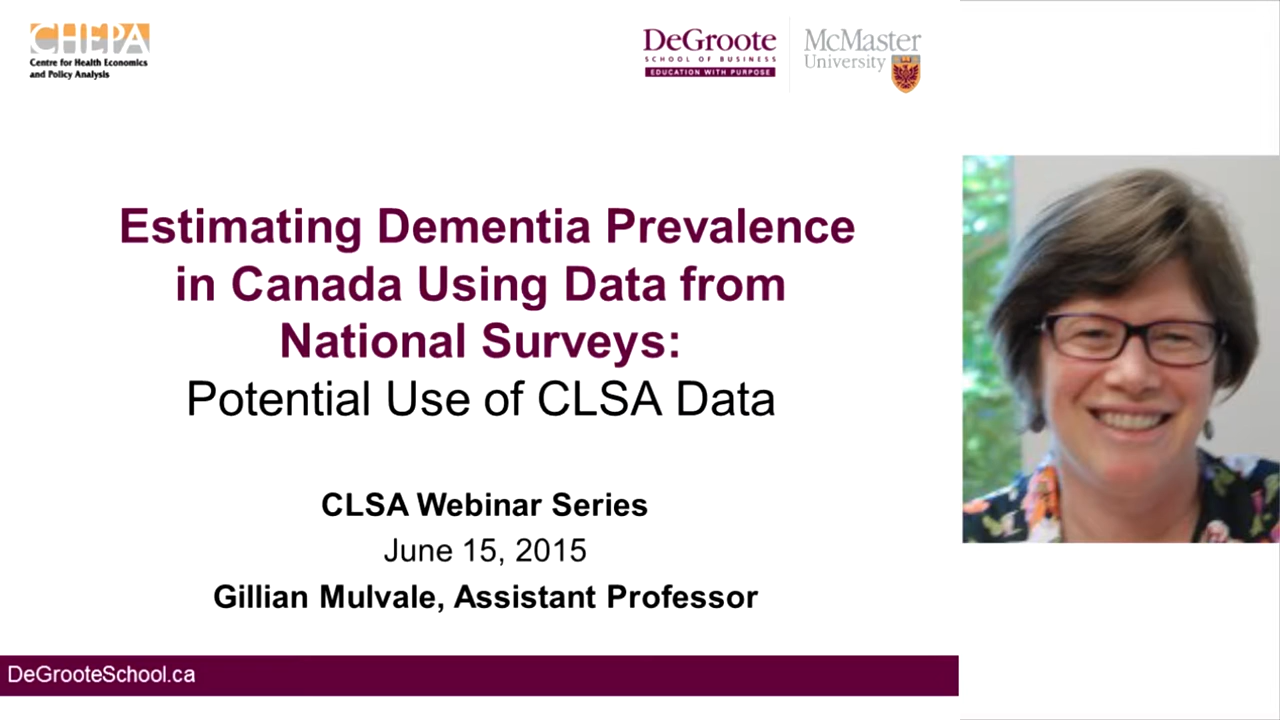 CHEPA
Centre for Health Economics
and Policy Analysis
DeGroote
SCHOOL OF BUSINESS
EDUCATION WITH PURPOSE
McMaster
University
Estimating Dementia Prevalence
in Canada Using Data from
National Surveys:
Potential Use of CLSA Data
CLSA Webinar Series
June 15, 2015
Gillian Mulvale, Assistant Professor
DeGrooteSchool.ca